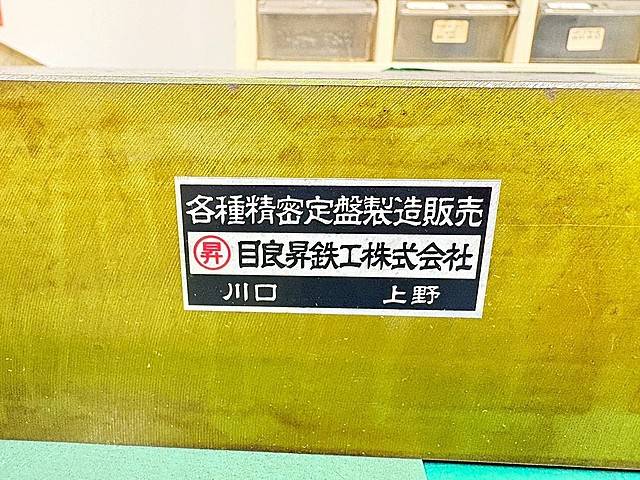 各種精密定盤製造販売
昇 目良昇鉄工株式会社
川口 上野